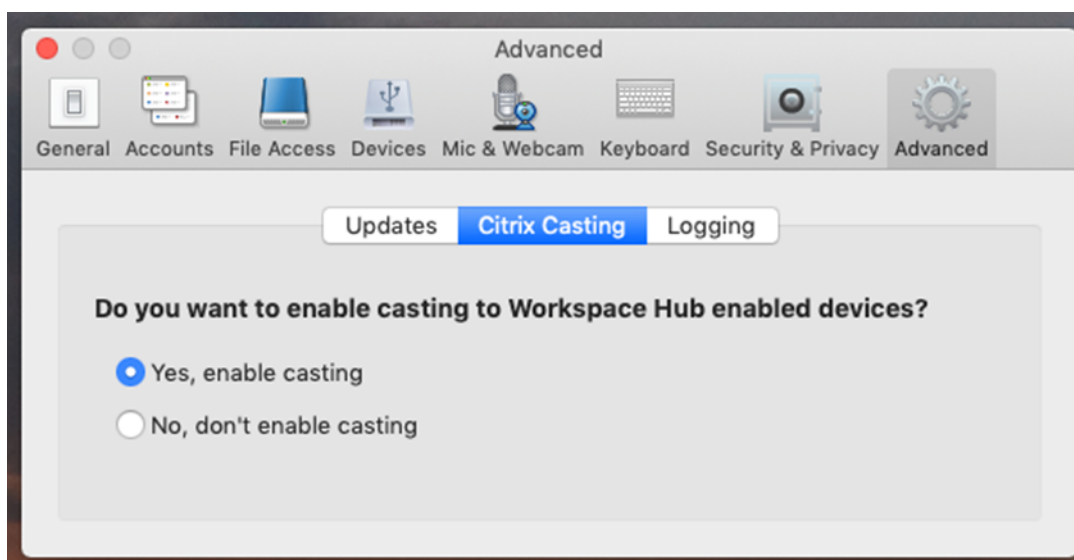 Advanced
General Accounts File Access Devices Mic & Webcam Keyboard Security & Privacy Advanced
Updates Citrix Casting Logging
Do you want to enable casting to Workspace Hub enabled devices?
Yes, enable casting
No, don't enable casting